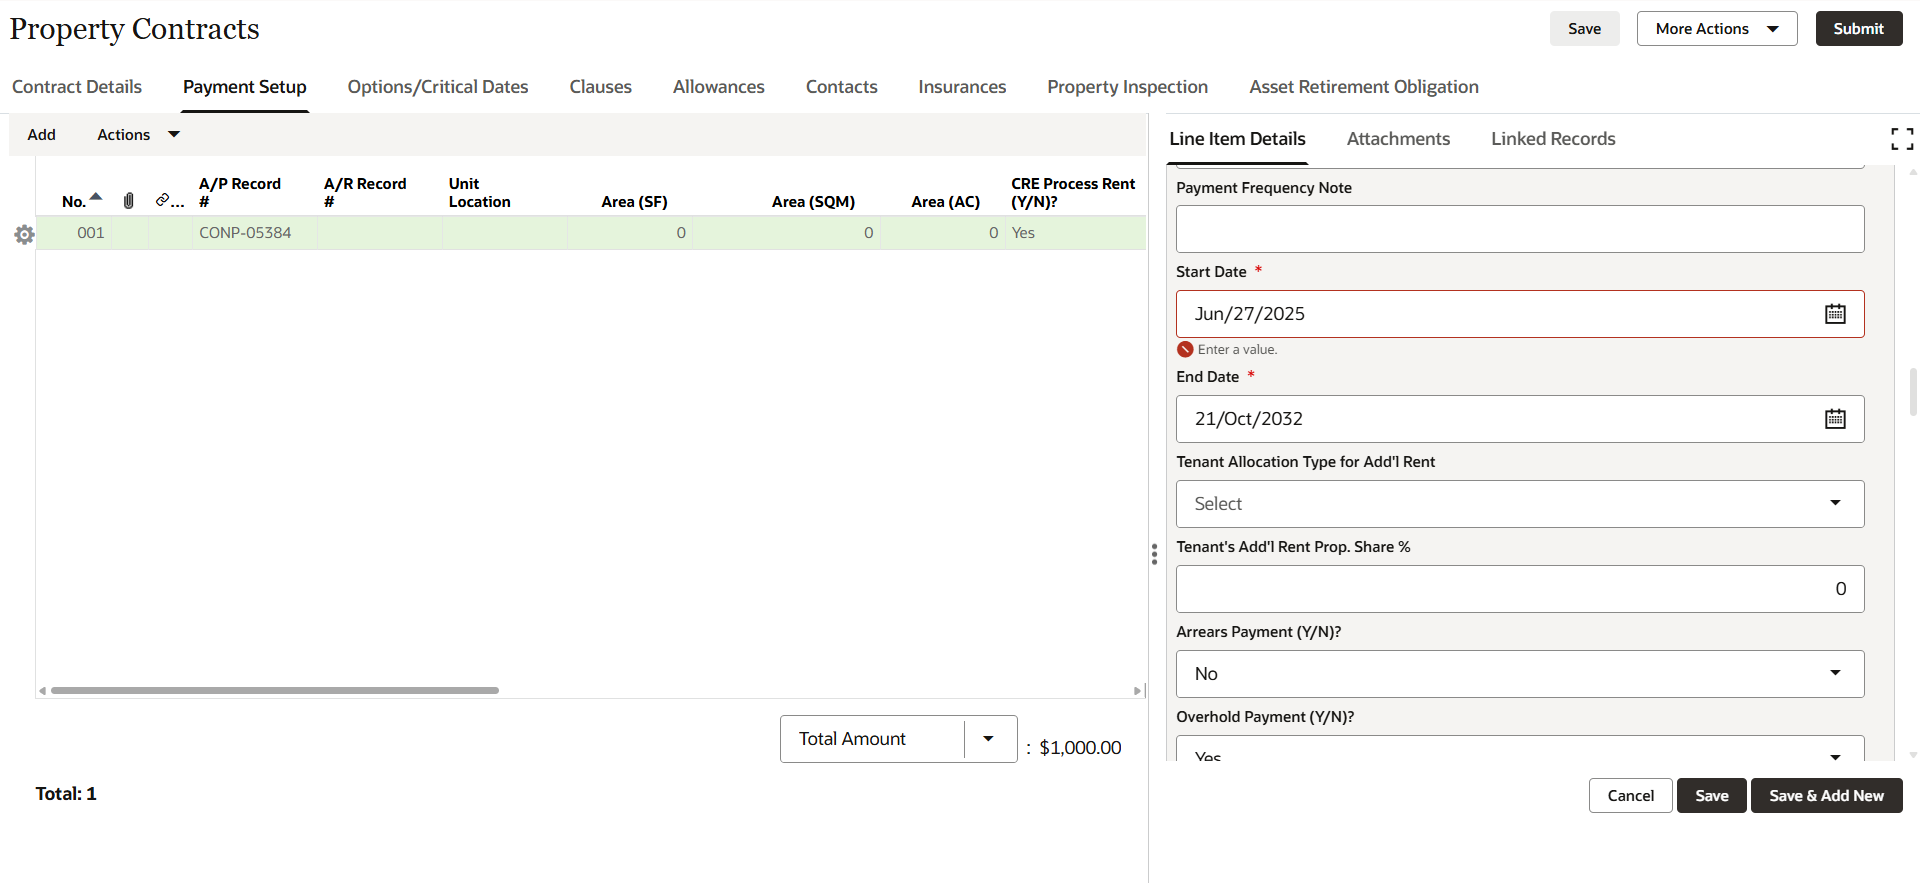 Property Contracts
Save
More Actions
Submit
Contract Details
Payment Setup
Options/Critical Dates
Clauses
Allowances
Contacts
Insurances
Property Inspection
Asset Retirement Obligation
Add
Actions
Line Item Details
Attachments
Linked Records
No.
...
A/P Record #
A/R Record #
Unit Location
Area (SF)
Area (SQM)
Area (AC)
CRE Process Rent (Y/N)?
001
CONP-05384
0
0
0
Yes
Total Amount
: $1,000.00
Total: 1
Payment Frequency Note
Start Date *
Jun/27/2025
Enter a value.
End Date *
21/Oct/2032
Tenant Allocation Type for Add'l Rent
Select
Tenant's Add'l Rent Prop. Share %
0
Arrears Payment (Y/N)?
No
Overhold Payment (Y/N)?
Yes
Cancel
Save
Save & Add New